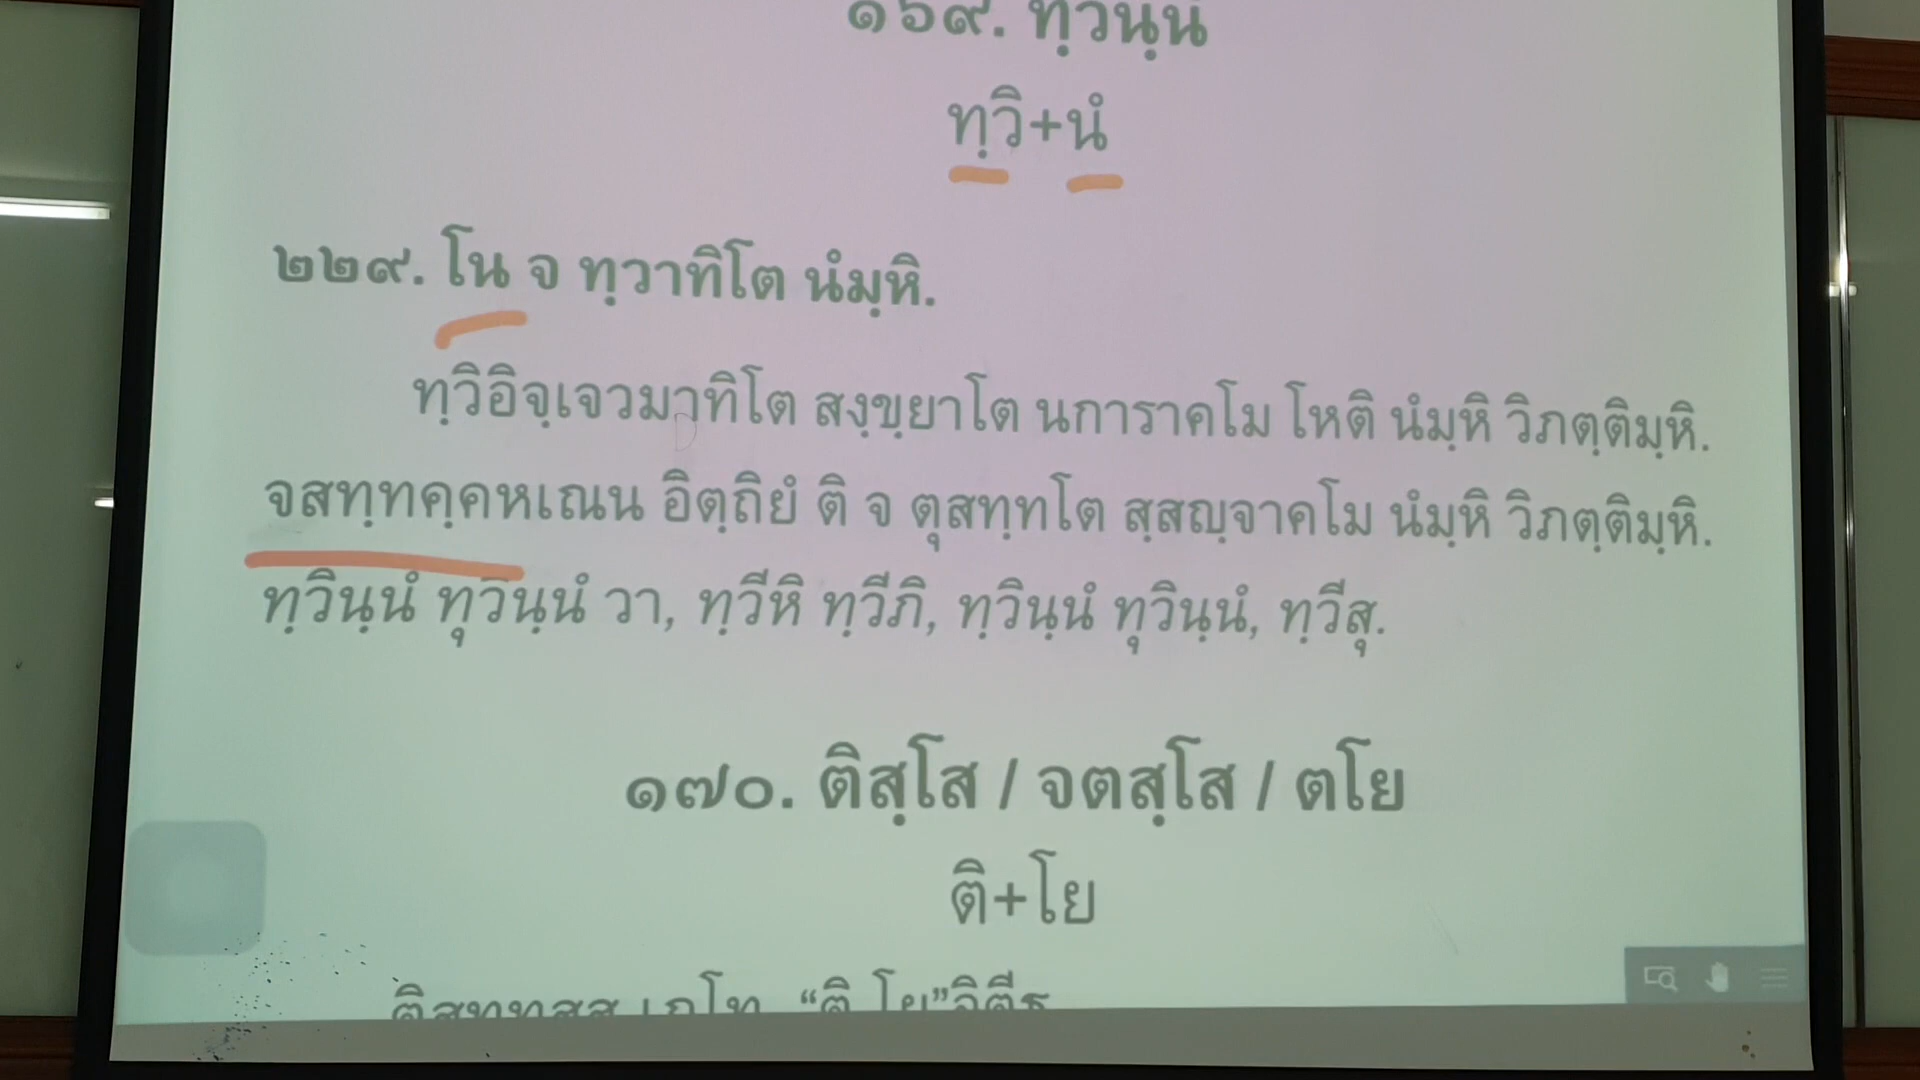 ๑๖๙. ทฺวินฺนํ
ทฺวิ+นํ
๒๒๙. โน จ ทฺวาทิโต นํมฺหิ.
ทฺวิอิจฺเจวมาทิโต สงฺขฺยาโต นการาคโม โหติ นํมฺหิ วิภตฺติมฺหิ.
จสทฺทคฺคหเณน อิตฺถิยํ ติ จ ตุสทฺทโต สฺสญฺจาคโม นํมฺหิ วิภตฺติมฺหิ.
ทฺวินฺนํ ทุวินฺนํ วา, ทฺวีหิ ทฺวีภิ, ทฺวินฺนํ ทุวินฺนํ, ทฺวีสุ.
๑๗๐. ติสฺโส / จตสฺโส / ตโย
ติ+โย